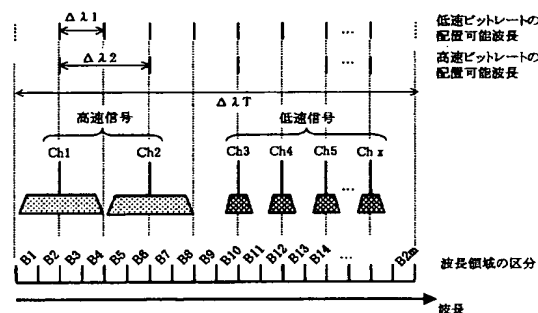 Δλ1
低速ビットレートの
配置可能波長
Δλ2
高速ビットレートの
配置可能波長
ΔλT
高速信号
低速信号
Ch1
Ch2
Ch3
Ch4
Ch5
...
Ch x
B1
B2
B3
B4
B5
B6
B7
B8
B9
B10
B11
B12
B13
B14
...
B2m
波長領域の区分
波長